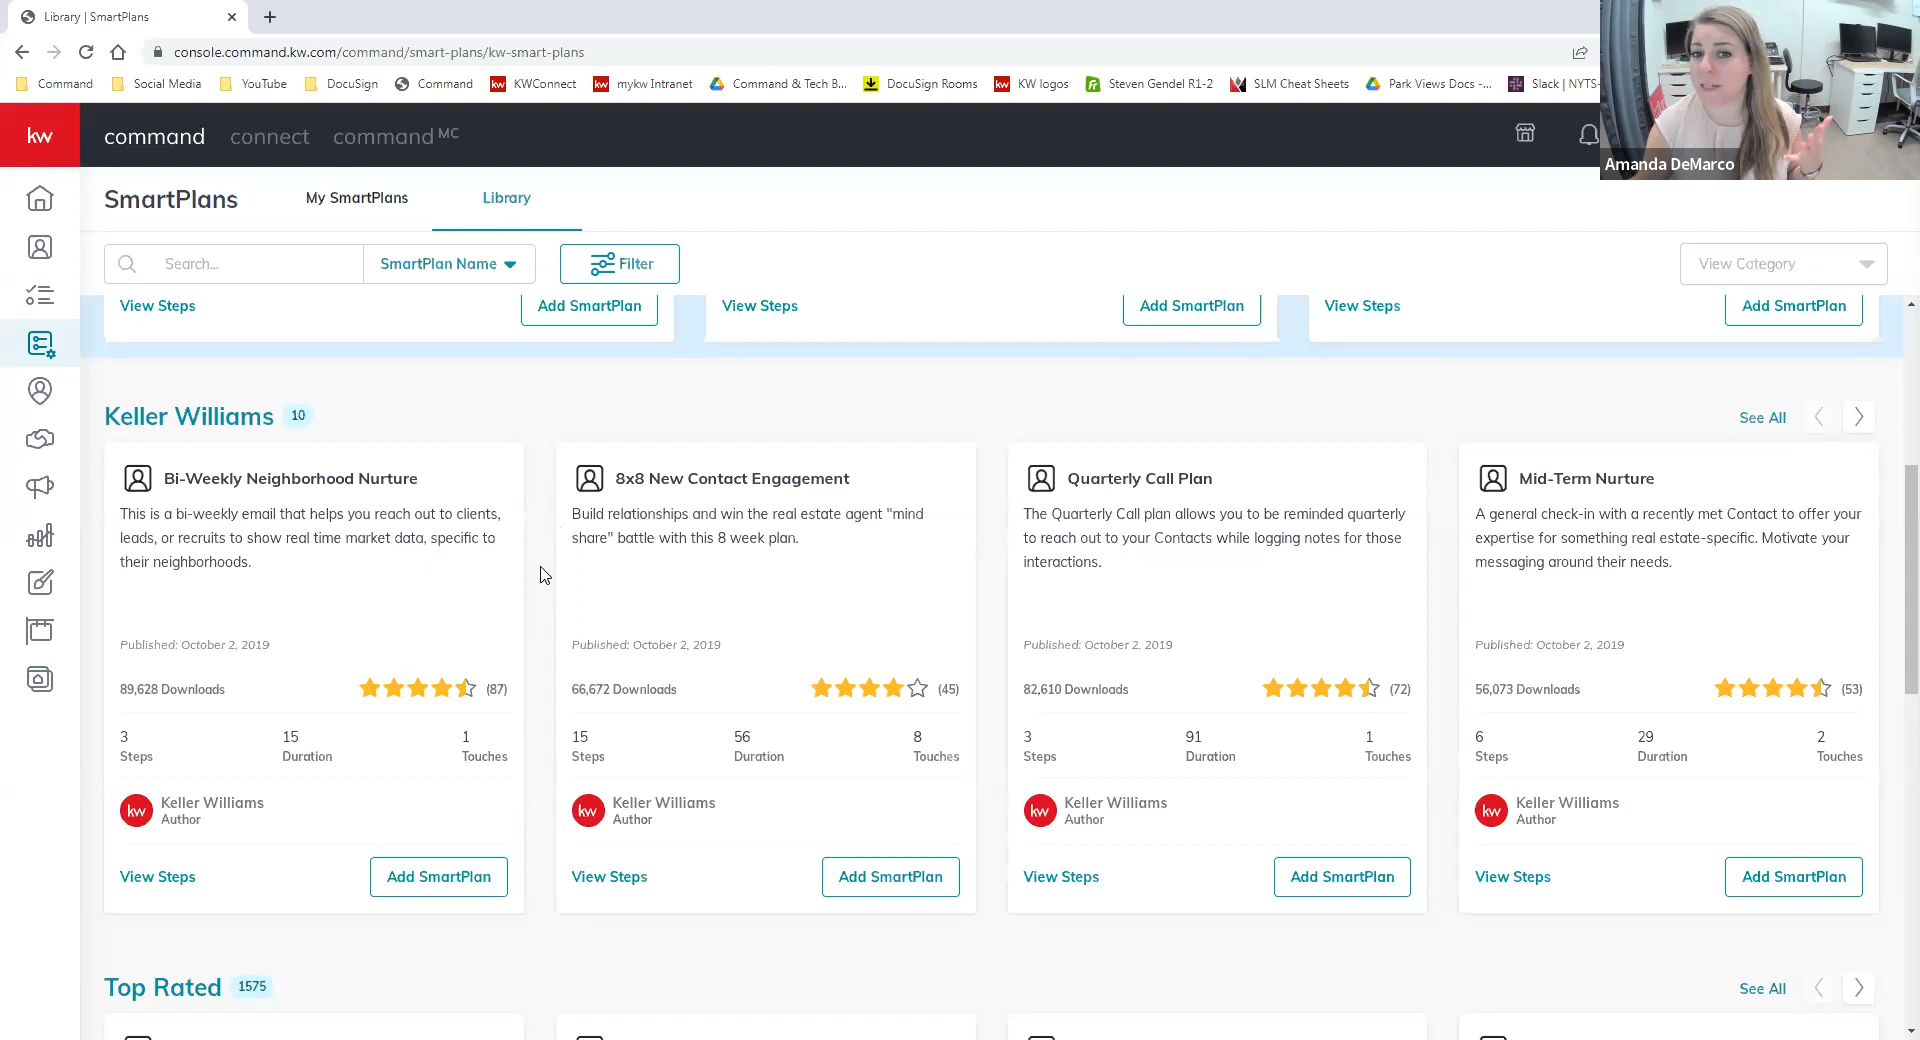 Library | SmartPlans
console.command.kw.com/command/smart-plans/kw-smart-plans
Command Social Media YouTube DocuSign Command kw KWConnect kw mykw Intranet Command & Tech B... DocuSign Rooms kw KW logos Steven Gendel R1-2 SLM Cheat Sheets Park Views Docs -... Slack | NYTS-
kw command connect command MC
Amanda DeMarco
SmartPlans My SmartPlans Library
Search... SmartPlan Name Filter View Category
View Steps Add SmartPlan View Steps Add SmartPlan View Steps Add SmartPlan
Keller Williams 10 See All
Bi-Weekly Neighborhood Nurture
This is a bi-weekly email that helps you reach out to clients,
leads, or recruits to show real time market data, specific to
their neighborhoods.
Published: October 2, 2019
89,628 Downloads (87)
3 15 1
Steps Duration Touches
kw Keller Williams
Author
View Steps Add SmartPlan
8x8 New Contact Engagement
Build relationships and win the real estate agent "mind
share" battle with this 8 week plan.
Published: October 2, 2019
66,672 Downloads (45)
15 56 8
Steps Duration Touches
kw Keller Williams
Author
View Steps Add SmartPlan
Quarterly Call Plan
The Quarterly Call plan allows you to be reminded quarterly
to reach out to your Contacts while logging notes for those
interactions.
Published: October 2, 2019
82,610 Downloads (72)
3 91 1
Steps Duration Touches
kw Keller Williams
Author
View Steps Add SmartPlan
Mid-Term Nurture
A general check-in with a recently met Contact to offer your
expertise for something real estate-specific. Motivate your
messaging around their needs.
Published: October 2, 2019
56,073 Downloads (53)
6 29 2
Steps Duration Touches
kw Keller Williams
Author
View Steps Add SmartPlan
Top Rated 1575 See All